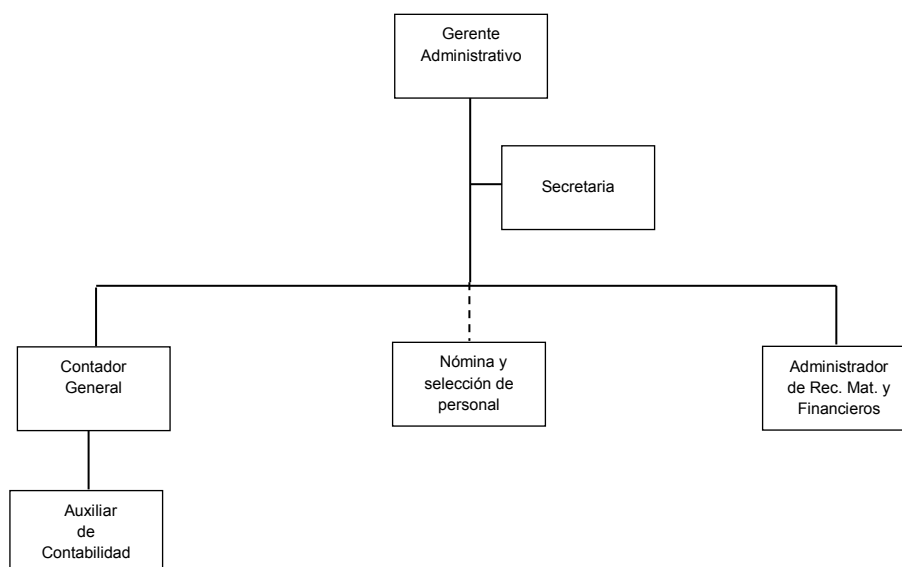 Gerente
Administrativo
Secretaria
Contador
General
Nómina y
selección de
personal
Administrador
de Rec. Mat. y
Financieros
Auxiliar
de
Contabilidad